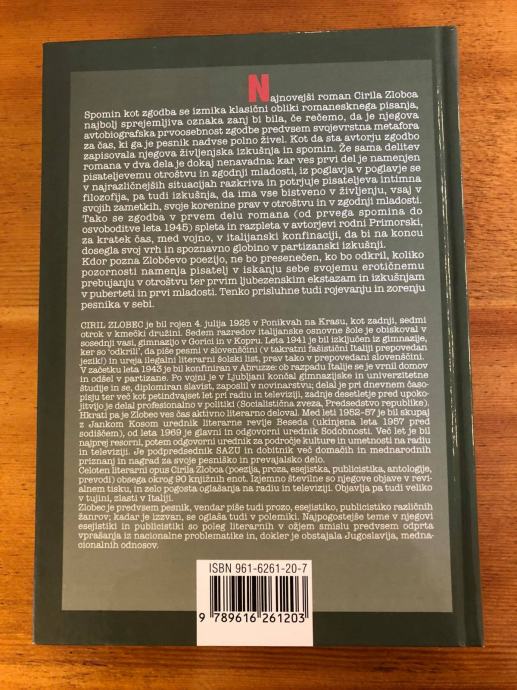 Najnovejši roman Cirila Zlobca
Spomin kot zgodba se izmika klasični obliki romanesknega pisanja,
najbolj sprejemljiva oznaka zanj bi bila, če rečemo, da je njegova
avtobiografska prvoosebnost zgodbe predvsem svojevrstna metafora
za čas, ki ga je pesnik nadvse polno živel. Kot da sta avtorju zgodbo
zapisovala njegova življenjska izkušnja in spomin. Že sama delitev
romana v dva dela je dokaj nenavadna: kar ves prvi del je namenjen
pisateljevemu otroštvu in zgodnji mladosti, iz poglavja v poglavje se
v najrazličnejših situacijah razkriva in potrjuje pisateljeva intimna
filozofija, pa tudi izkušnja, da ima vse bistveno v življenju, vsaj v
svojih zametkih, svoje korenine prav v otroštvu in v zgodnji mladosti.
Tako se zgodba v prvem delu romana (od prvega spomina do
osvoboditve leta 1945) spleta in razpleta v avtorjevi rodni Primorski,
za kratek čas, med vojno, v italijanski konfinaciji, da bi na koncu
dosegla svoj vrh in spoznavno globino v partizanski izkušnji.
Kdor pozna Zlobčevo poezijo, ne bo presenečen, ko bo odkril, koliko
pozornosti namenja pisatelj v iskanju sebe svojemu erotičnemu
prebujanju v otroštvu ter prvim ljubezenskim ekstazam in izkušnjam
v puberteti in prvi mladosti. Tenko prisluhne tudi rojevanju in zorenju
pesnika v sebi.
CIRIL ZLOBEC je bil rojen 4. julija 1925 v Ponikvah na Krasu, kot zadnji, sedmi
otrok v kmečki družini. Sedem razredov italijanske osnovne šole je obiskoval v
sosednji vasi, gimnazijo v Gorici in v Kopru. Leta 1941 je bil izključen iz gimnazije,
ker so 'odkrili', da piše pesmi v slovenščini (v takratni fašistični Italiji prepovedan
jezik!) in ureja ilegalni literarni šolski list, prav tako v prepovedani slovenščini.
V začetku leta 1943 je bil konfiniran v Abruzze: ob razpadu Italije se je vrnil domov
in odšel v partizane. Po vojni je v Ljubljani končal gimnazijske in univerzitetne
študije in se, diplomiran slavist, zaposlil v novinarstvu; delal je pri dnevnem časo-
pisju ter več kot petindvajset let pri radiu in televiziji, zadnje desetletje pred upoko-
jitvijo je delal profesionalno v politiki (Socialistična zveza, Predsedstvo republike).
Hkrati pa je Zlobec ves čas aktivno literarno deloval. Med leti 1952-57 je bil skupaj
z Jankom Kosom urednik literarne revije Beseda (ukinjena leta 1957 pred
sodiščem), od leta 1969 je glavni in odgovorni urednik Sodobnosti. Več let je bil
najprej resorni, potem odgovorni urednik za področje kulture in umetnosti na radiu
in televiziji. Je podpredsednik SAZU in dobitnik več domačih in mednarodnih
priznanj in nagrad za svoje pesniško in prevajalsko delo.
Celoten literarni opus Cirila Zlobca (poezija, proza, esejistika, publicistika, antologije,
prevodi) obsega okrog 90 knjižnih enot. Izjemno številne so njegove objave v revi-
alnem tisku, in zelo pogosta oglašanja na radiu in televiziji. Objavlja pa tudi veliko
v tujini, zlasti v Italiji.
Zlobec je predvsem pesnik, vendar piše tudi prozo, esejistiko, publicistiko različnih
žanrov; kadar je izzvan, se oglaša tudi v polemiki. Najpogostejše teme v njegovi
esejistiki in publicistiki so poleg literarnih v ožjem smislu predvsem odprta
vprašanja iz nacionalne problematike in, dokler je obstajala Jugoslavija, medna-
cionalnih odnosov.
ISBN 961-6261-20-7
9 789616 261203